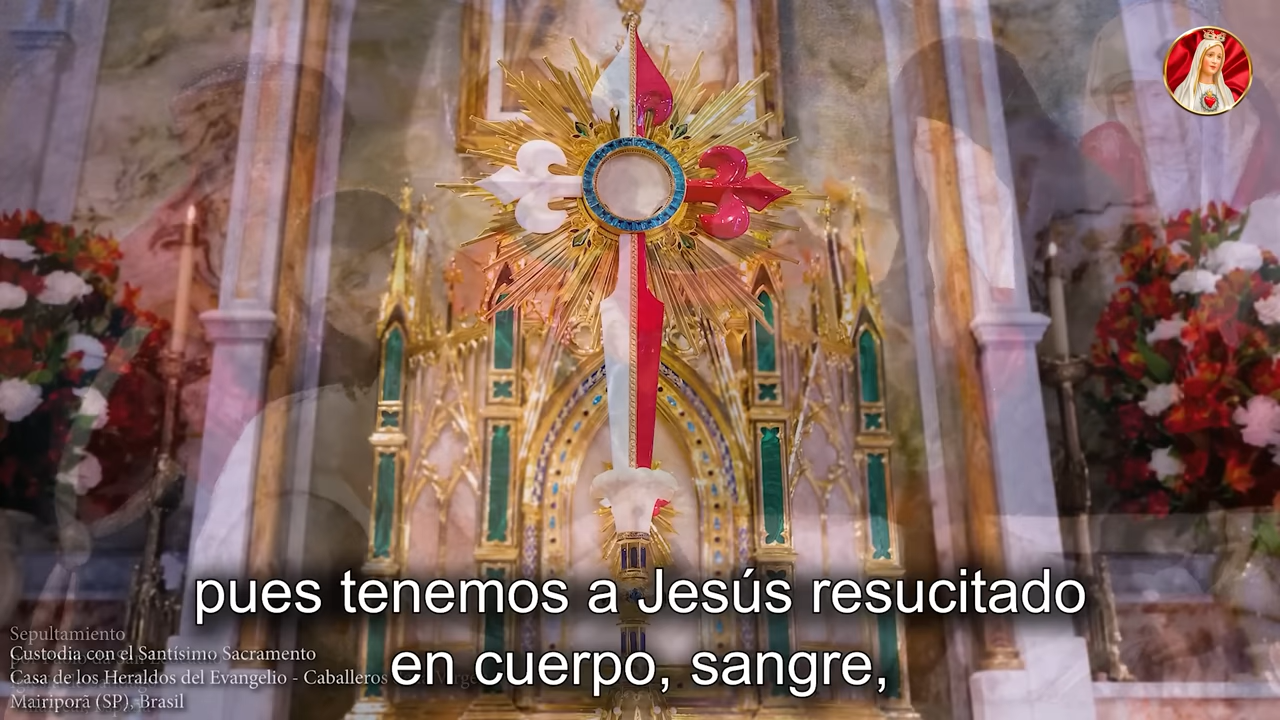 pues tenemos a Jesús resucitado
en cuerpo, sangre,
Sepultamiento
Custodia con el Santísimo Sacramento
Casa de los Heraldos del Evangelio - Caballeros
Mairiporã (SP), Brasil